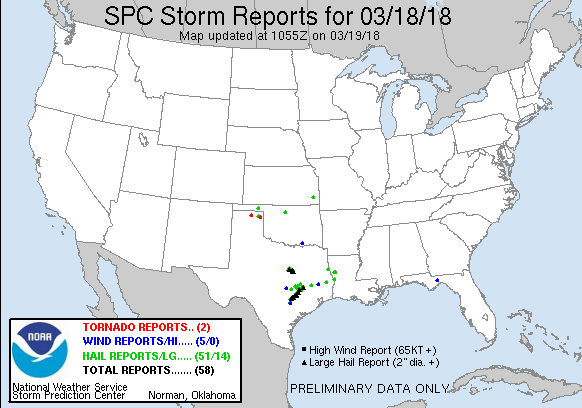 SPC Storm Reports for 03/18/18
Map updated at 1055Z on 03/19/18
NOAA
TORNADO REPORTS.. (2)
WIND REPORTS/HI..... (5/0)
HAIL REPORTS/LG..... (51/14)
TOTAL REPORTS....... (58)
National Weather Service
Storm Prediction Center Norman, Oklahoma
High Wind Report (65KT +)
Large Hail Report (2" dia. +)
PRELIMINARY DATA ONLY